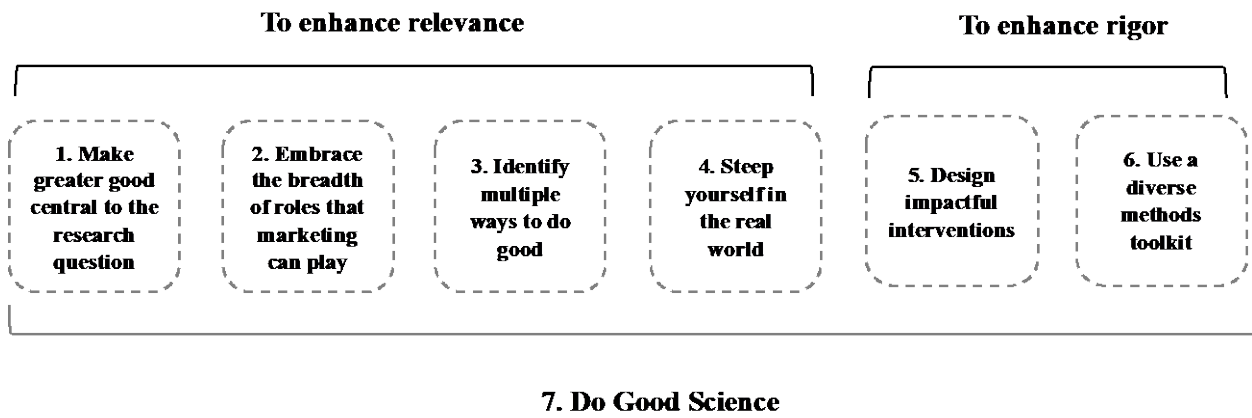 To enhance relevance
To enhance rigor
1. Make
greater good
central to the
research
question
2. Embrace
the breadth
of roles that
marketing
can play
3. Identify
multiple
ways to do
good
4. Steep
yourself in
the real
world
5. Design
impactful
interventions
6. Use a
diverse
methods
toolkit
7. Do Good Science